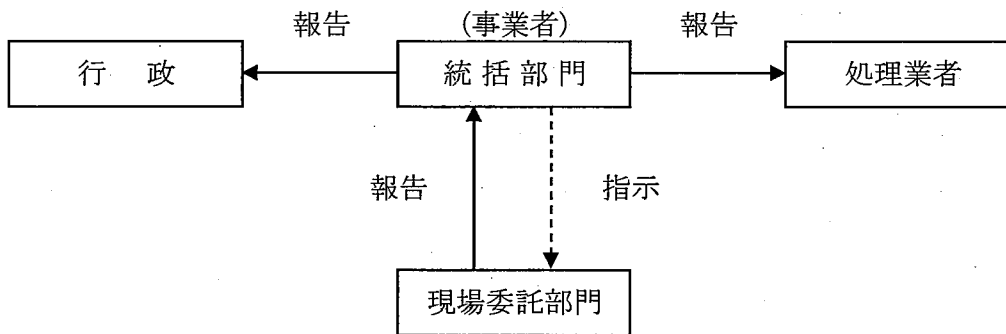 報告 (事業者) 報告
行 政 統括部門 処理業者
報告 指示
現場委託部門